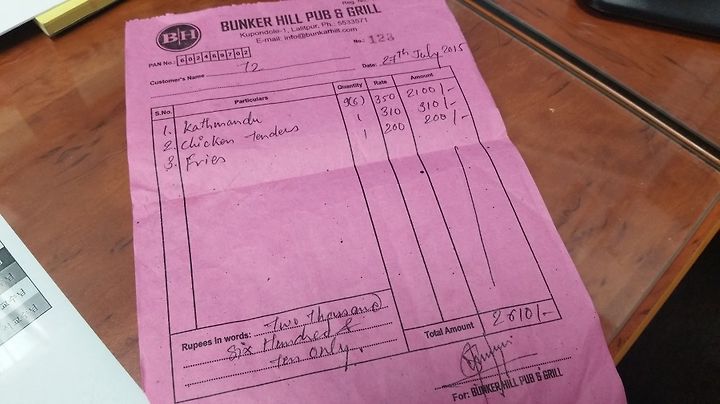 BUNKER HILL PUB & GRILL
B|H
Kupondole-1, Lalitpur, Ph.: 5533571
E-mail: info@bunkarhill.com
PAN No.: 602469702
No.: 123
Customer's Name 12
Date: 27th July 2015
S.No. Particulars Quantity Rate Amount
1. Kathmandu 9(6) 350 2100/-
2. Chicken Tenders 1 310 310/-
3. Fries 1 200 200/-
Rupees in words: Two Thousand
Six Hundred &
Ten Only.
Total Amount 2610/-
For: BUNKER HILL PUB & GRILL